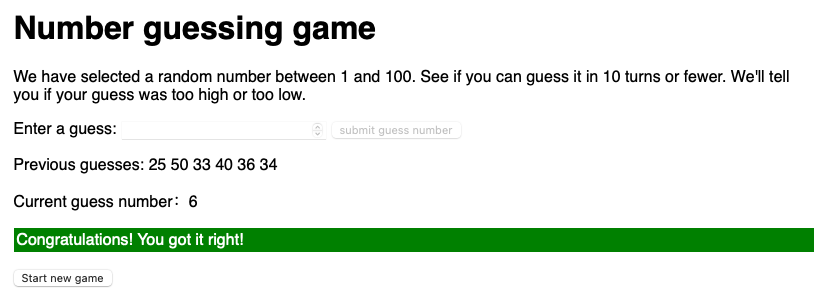 Number guessing game
We have selected a random number between 1 and 100. See if you can guess it in 10 turns or fewer. We'll tell
you if your guess was too high or too low.
Enter a guess: submit guess number
Previous guesses: 25 50 33 40 36 34
Current guess number：6
Congratulations! You got it right!
Start new game